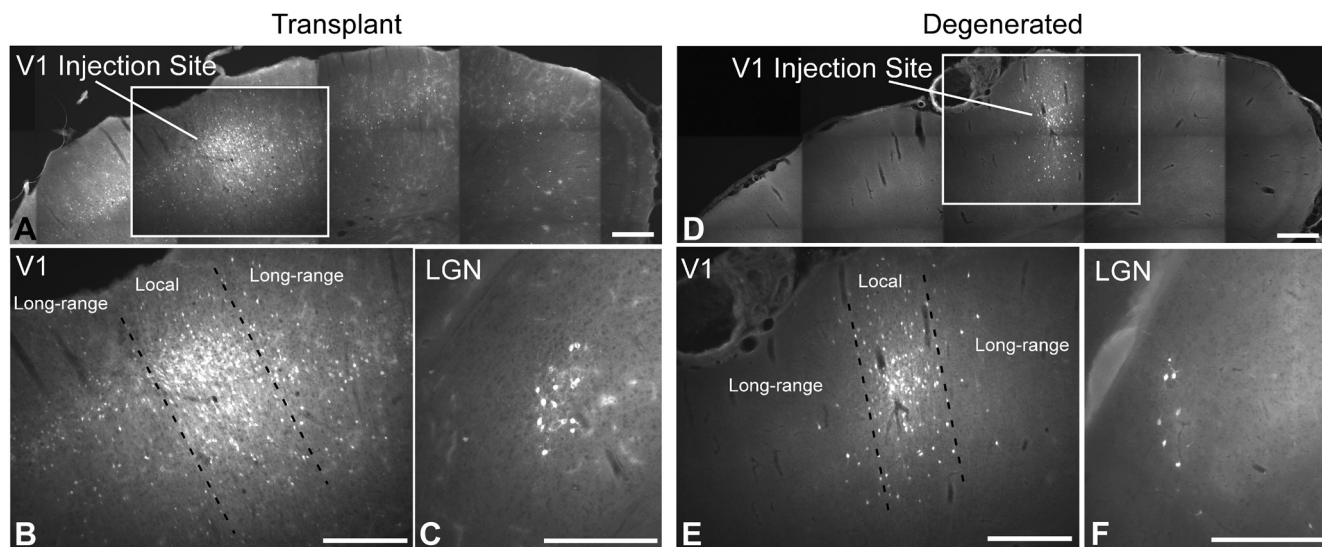 Transplant
Degenerated
V1 Injection Site
A
V1 Injection Site
D
V1
Long-range
Local
Long-range
B
LGN
C
V1
Long-range
Local
Long-range
E
LGN
F